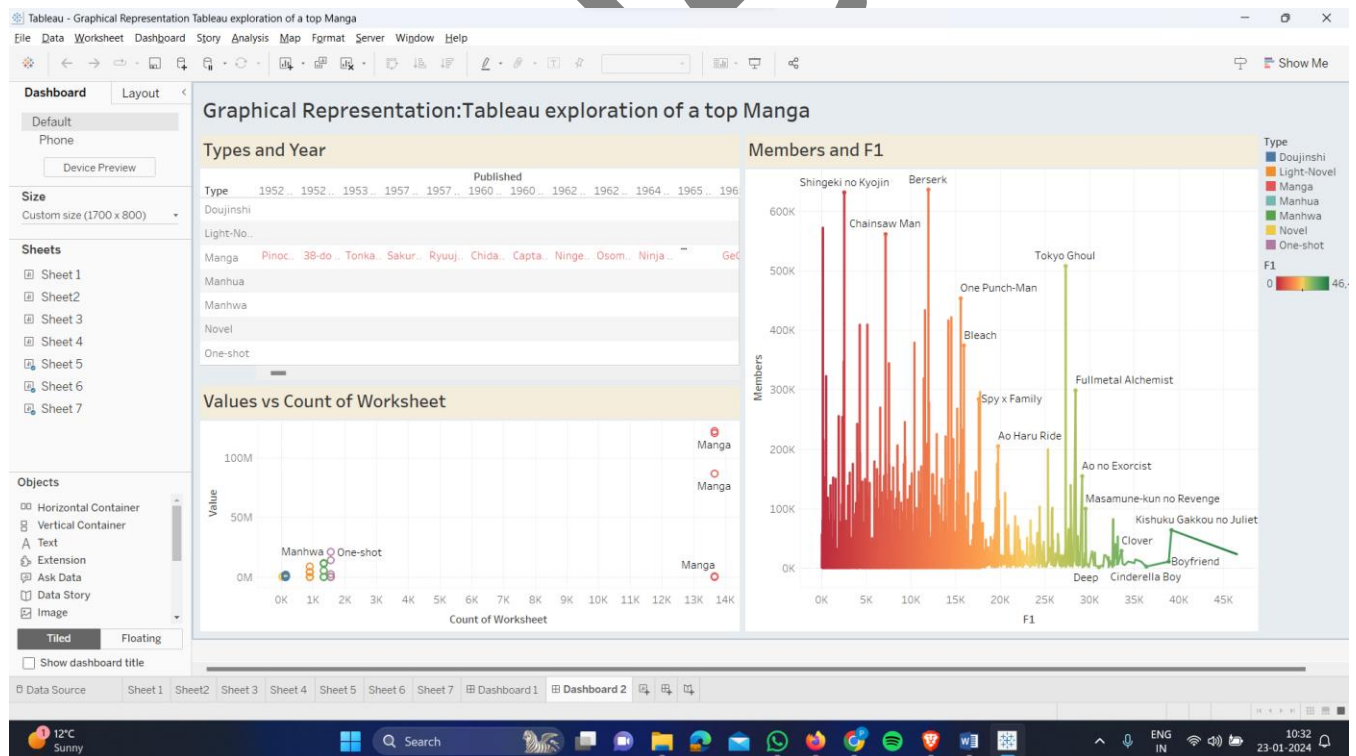 Tableau - Graphical Representation Tableau exploration of a top Manga
File Data Worksheet Dashboard Story Analysis Map Format Server Window Help
Show Me
Dashboard Layout
Default
Phone
Device Preview
Size
Custom size (1700 x 800)
Sheets
Sheet 1
Sheet2
Sheet 3
Sheet 4
Sheet 5
Sheet 6
Sheet 7
Objects
Horizontal Container
Vertical Container
Text
Extension
Ask Data
Data Story
Image
Tiled Floating
Show dashboard title
Graphical Representation:Tableau exploration of a top Manga
Types and Year
Published
Type 1952 .. 1952 .. 1953 .. 1957 .. 1957 .. 1960 .. 1960 .. 1962 .. 1962 .. 1964 .. 1965 .. 196
Doujinshi
Light-No..
Manga Pinoc.. 38-do .. Tonka.. Sakur.. Ryuuj.. Chida.. Capta.. Ninge.. Osom.. Ninja .. GeG
Manhua
Manhwa
Novel
One-shot
Values vs Count of Worksheet
Manga
100M
Manga
Value
50M
Manhwa One-shot
Manga
0M
0K 1K 2K 3K 4K 5K 6K 7K 8K 9K 10K 11K 12K 13K 14K
Count of Worksheet
Members and F1
Shingeki no Kyojin Berserk
600K
Chainsaw Man
Tokyo Ghoul
500K
One Punch-Man
400K
Bleach
Members
Fullmetal Alchemist
300K
Spy x Family
Ao Haru Ride
200K
Ao no Exorcist
Masamune-kun no Revenge
100K
Kishuku Gakkou no Juliet
Clover
Boyfriend
0K
Deep Cinderella Boy
0K 5K 10K 15K 20K 25K 30K 35K 40K 45K
F1
Type
Doujinshi
Light-Novel
Manga
Manhua
Manhwa
Novel
One-shot
F1
0 46,4
Data Source Sheet 1 Sheet2 Sheet 3 Sheet 4 Sheet 5 Sheet 6 Sheet 7 Dashboard 1 Dashboard 2
1
12°C
Sunny
Search
ENG
IN
10:32
23-01-2024